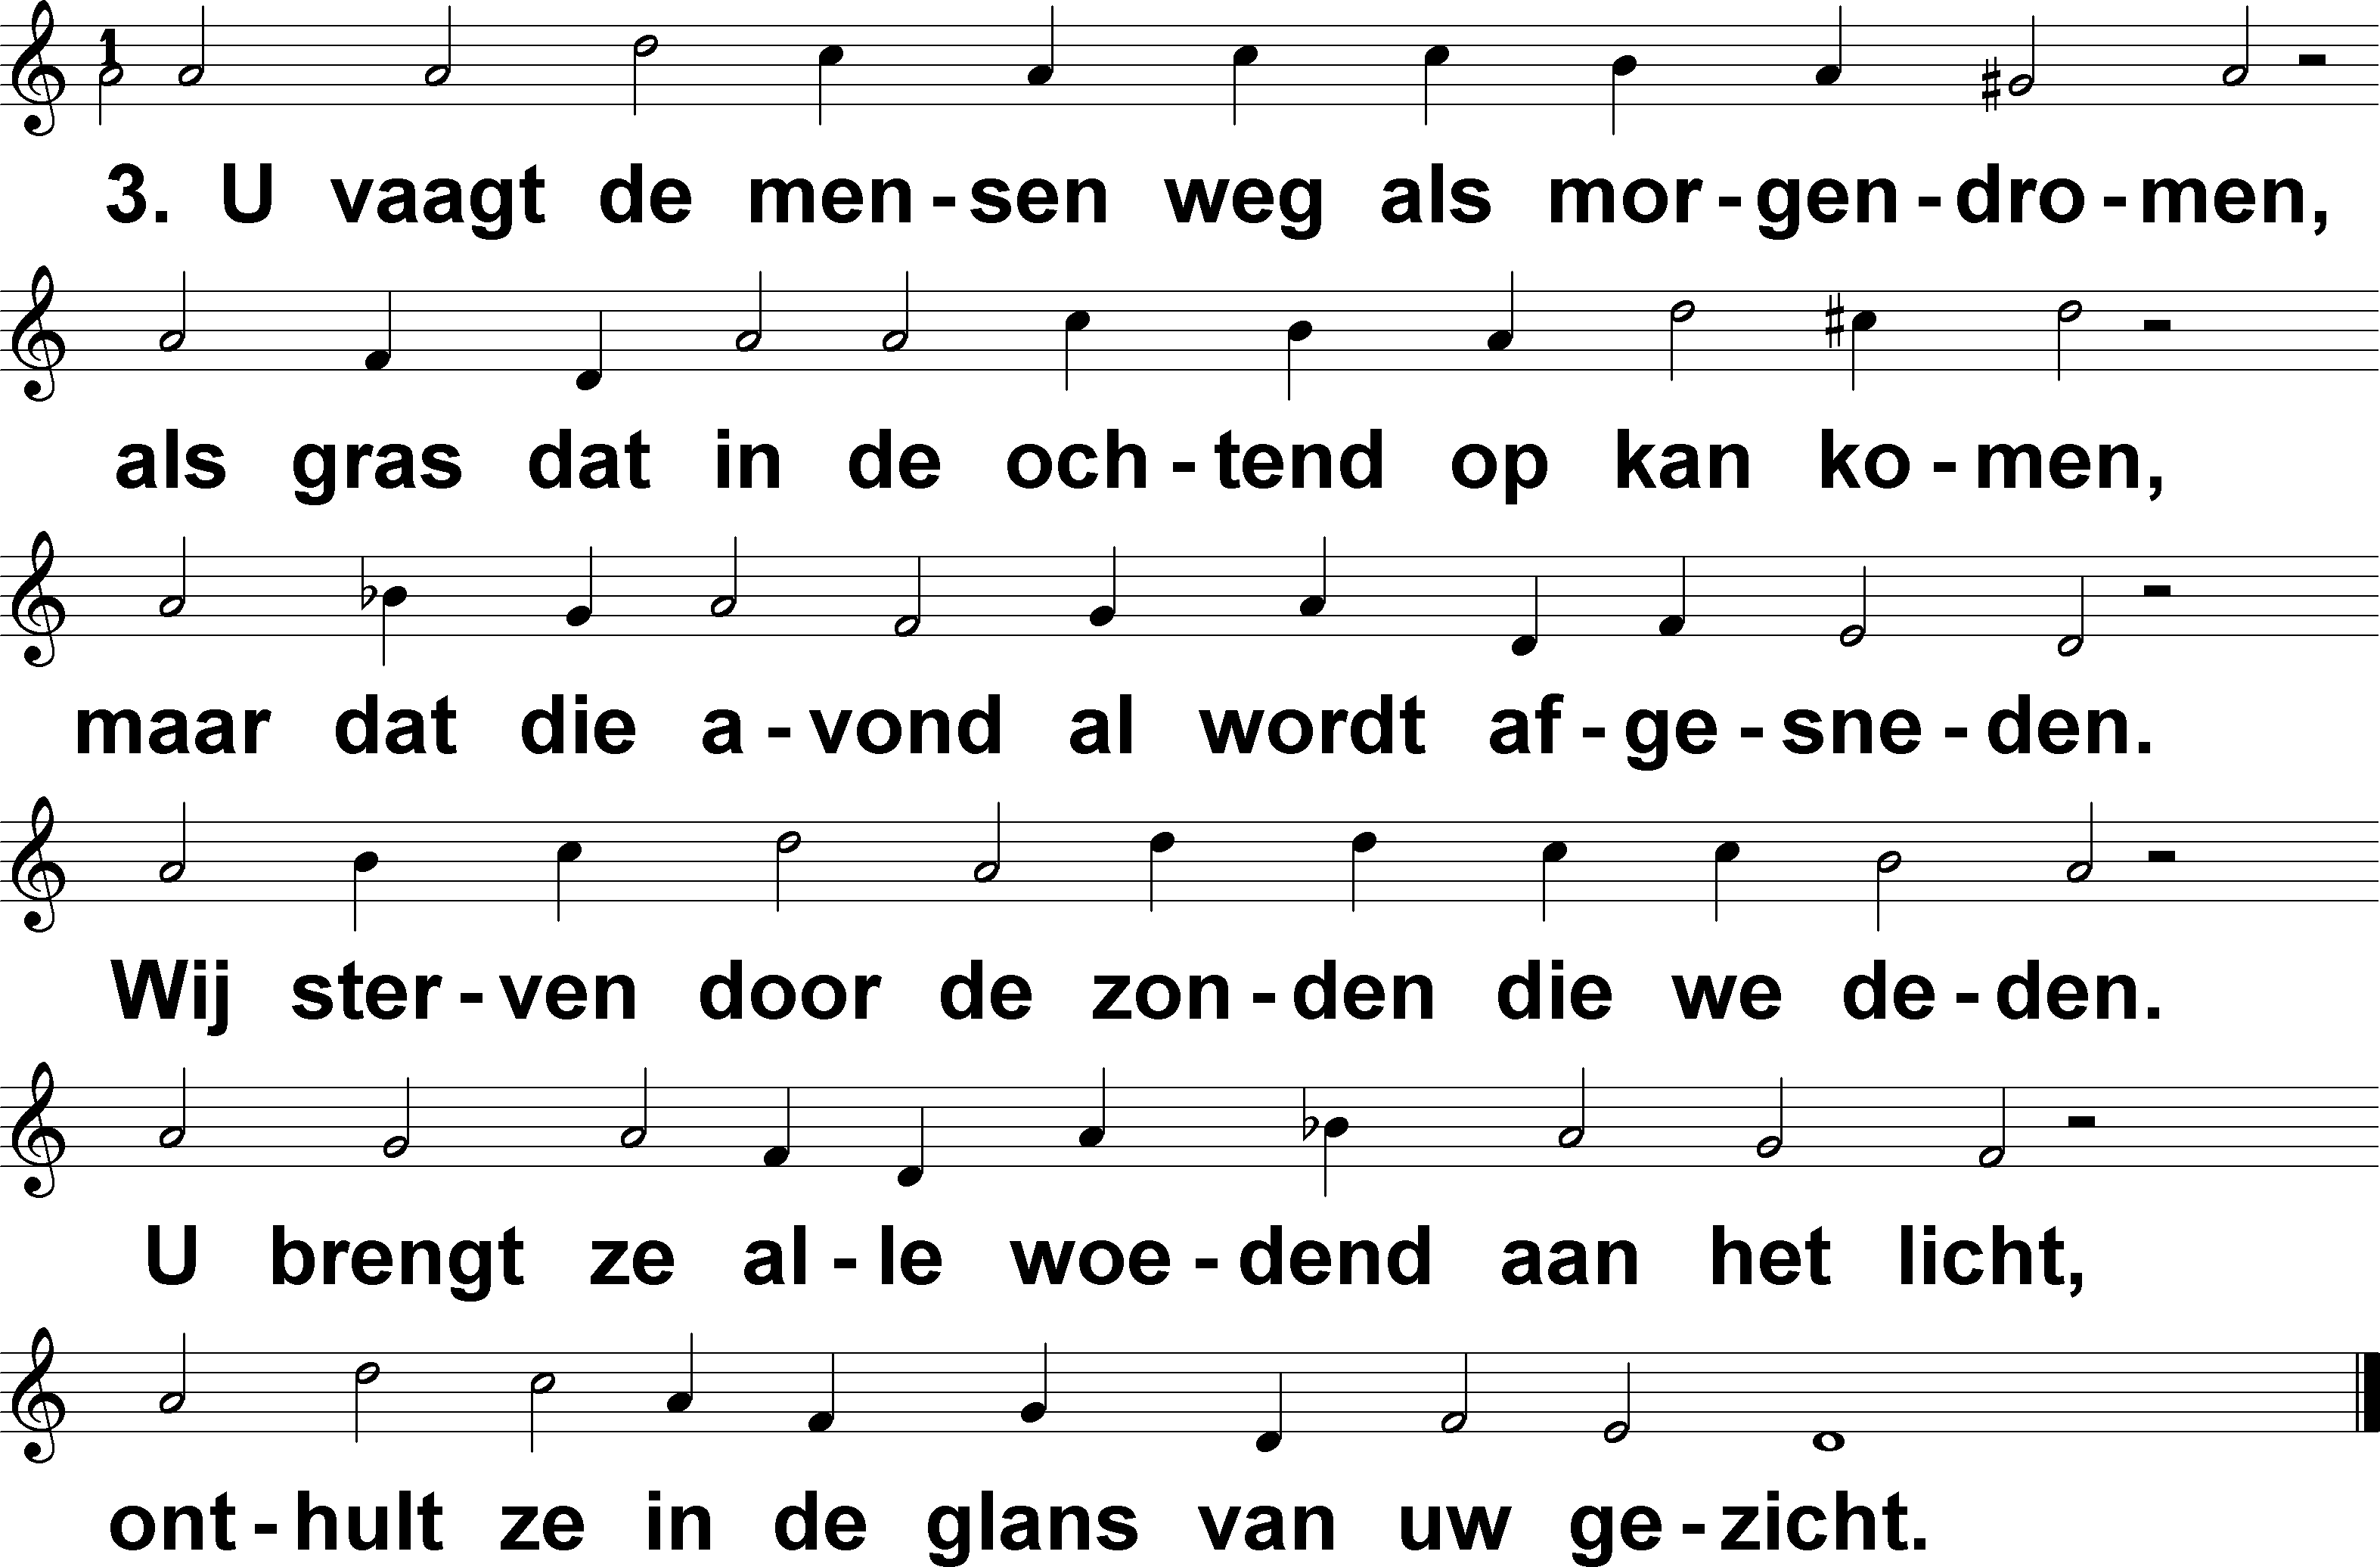 1
3. U vaagt de men-sen weg als mor-gen-dro-men,
als gras dat in de och-tend op kan ko-men,
maar dat die a-vond al wordt af-ge-sne-den.
Wij ster-ven door de zon-den die we de-den.
U brengt ze al-le woe-dend aan het licht,
ont-hult ze in de glans van uw ge-zicht.